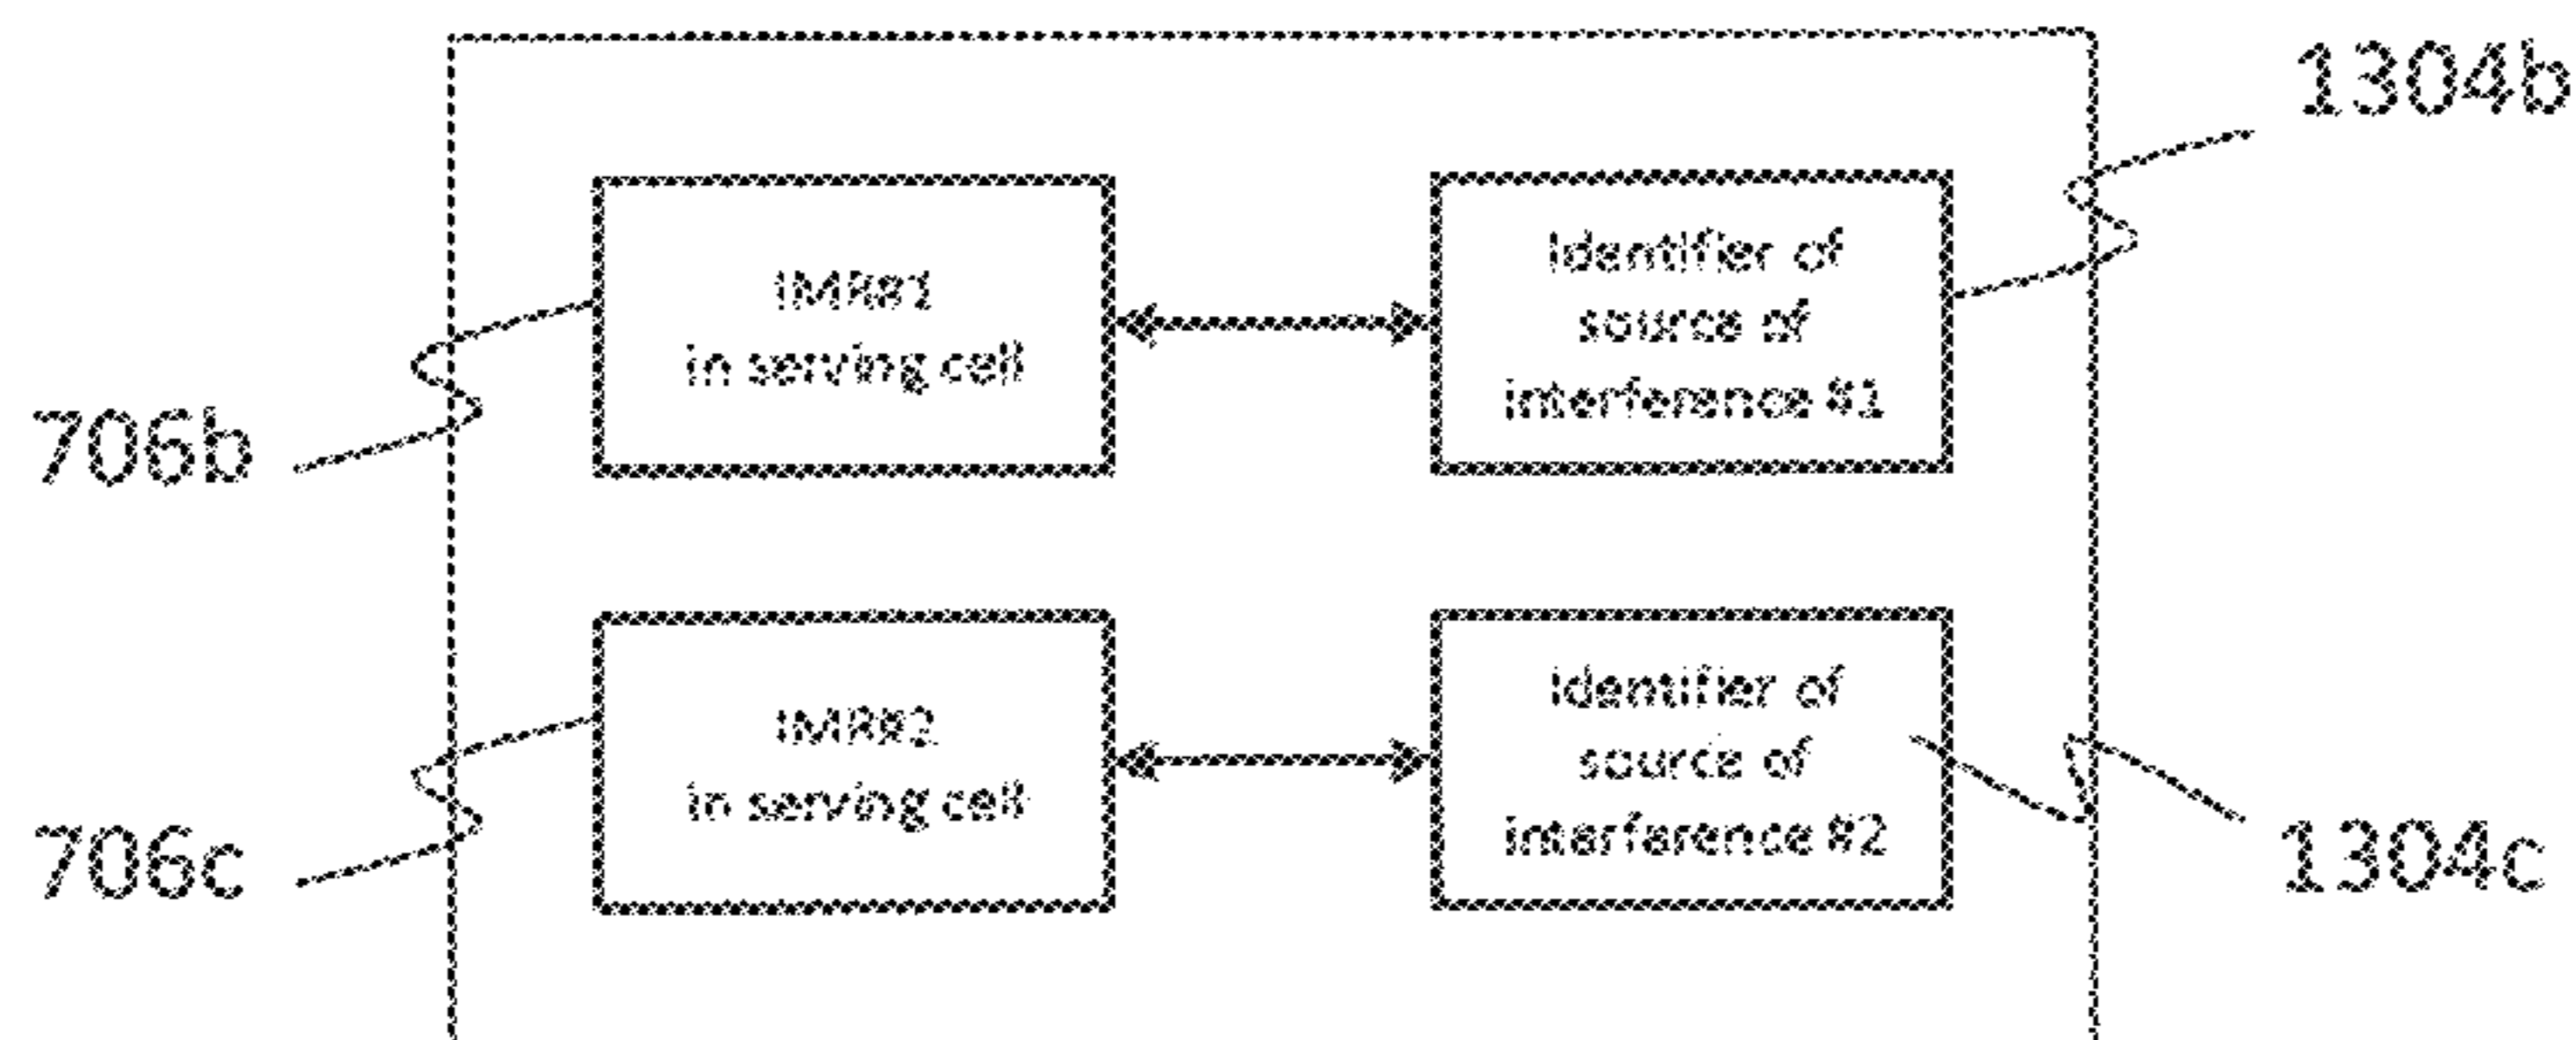 1304b
IMR#1
in serving cell
Identifier of
source of
interference #1
706b
IMR#2
in serving cell
Identifier of
source of
interference #2
706c
1304c